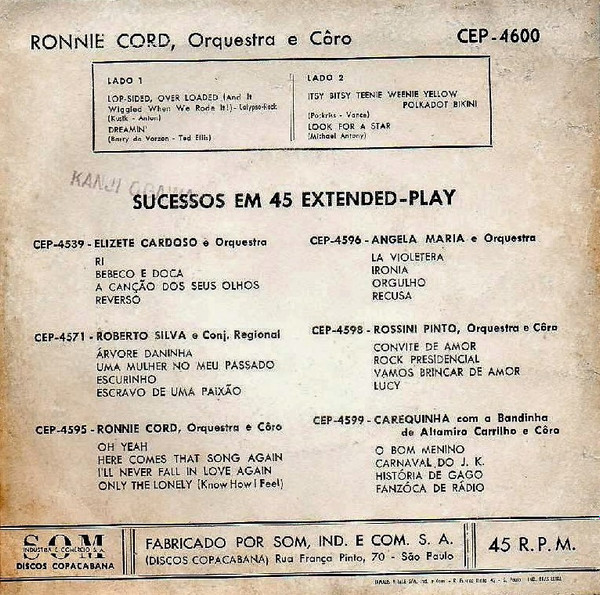 RONNIE CORD, Orquestra e Côro
CEP-4600
LADO 1
LOP-SIDED, OVER LOADED (And It
Wiggled When We Rode It!) - Calypso-Rock
(Kusik - Anton)
DREAMIN'
(Barry de Vorzon - Ted Ellis)
LADO 2
ITSY BITSY TEENIE WEENIE YELLOW
POLKADOT BIKINI
(Pockriss - Vance)
LOOK FOR A STAR
(Michael Antony)
KANJI
SUCESSOS EM 45 EXTENDED-PLAY
CEP-4539 - ELIZETE CARDOSO e Orquestra
RI
BEBECO E DOCA
A CANÇÃO DOS SEUS OLHOS
REVERSO
CEP-4571 - ROBERTO SILVA e Conj. Regional
ÁRVORE DANINHA
UMA MULHER NO MEU PASSADO
ESCURINHO
ESCRAVO DE UMA PAIXÃO
CEP-4595 - RONNIE CORD, Orquestra e Côro
OH YEAH
HERE COMES THAT SONG AGAIN
I'LL NEVER FALL IN LOVE AGAIN
ONLY THE LONELY (Know How I Feel)
CEP-4596 - ANGELA MARIA e Orquestra
LA VIOLETERA
IRONIA
ORGULHO
RECUSA
CEP-4598 - ROSSINI PINTO, Orquestra e Côro
CONVITE DE AMOR
ROCK PRESIDENCIAL
VAMOS BRINCAR DE AMOR
LUCY
CEP-4599 - CAREQUINHA com a Bandinha
de Altamiro Carrilho e Côro
O BOM MENINO
CARNAVAL DO J. K.
HISTÓRIA DE GAGO
FANZÓCA DE RÁDIO
SOM
INDÚSTRIA E COMÉRCIO S. A.
DISCOS COPACABANA
FABRICADO POR SOM, IND. E COM. S. A.
(DISCOS COPACABANA) Rua França Pinto, 70 - São Paulo
45 R. P. M.